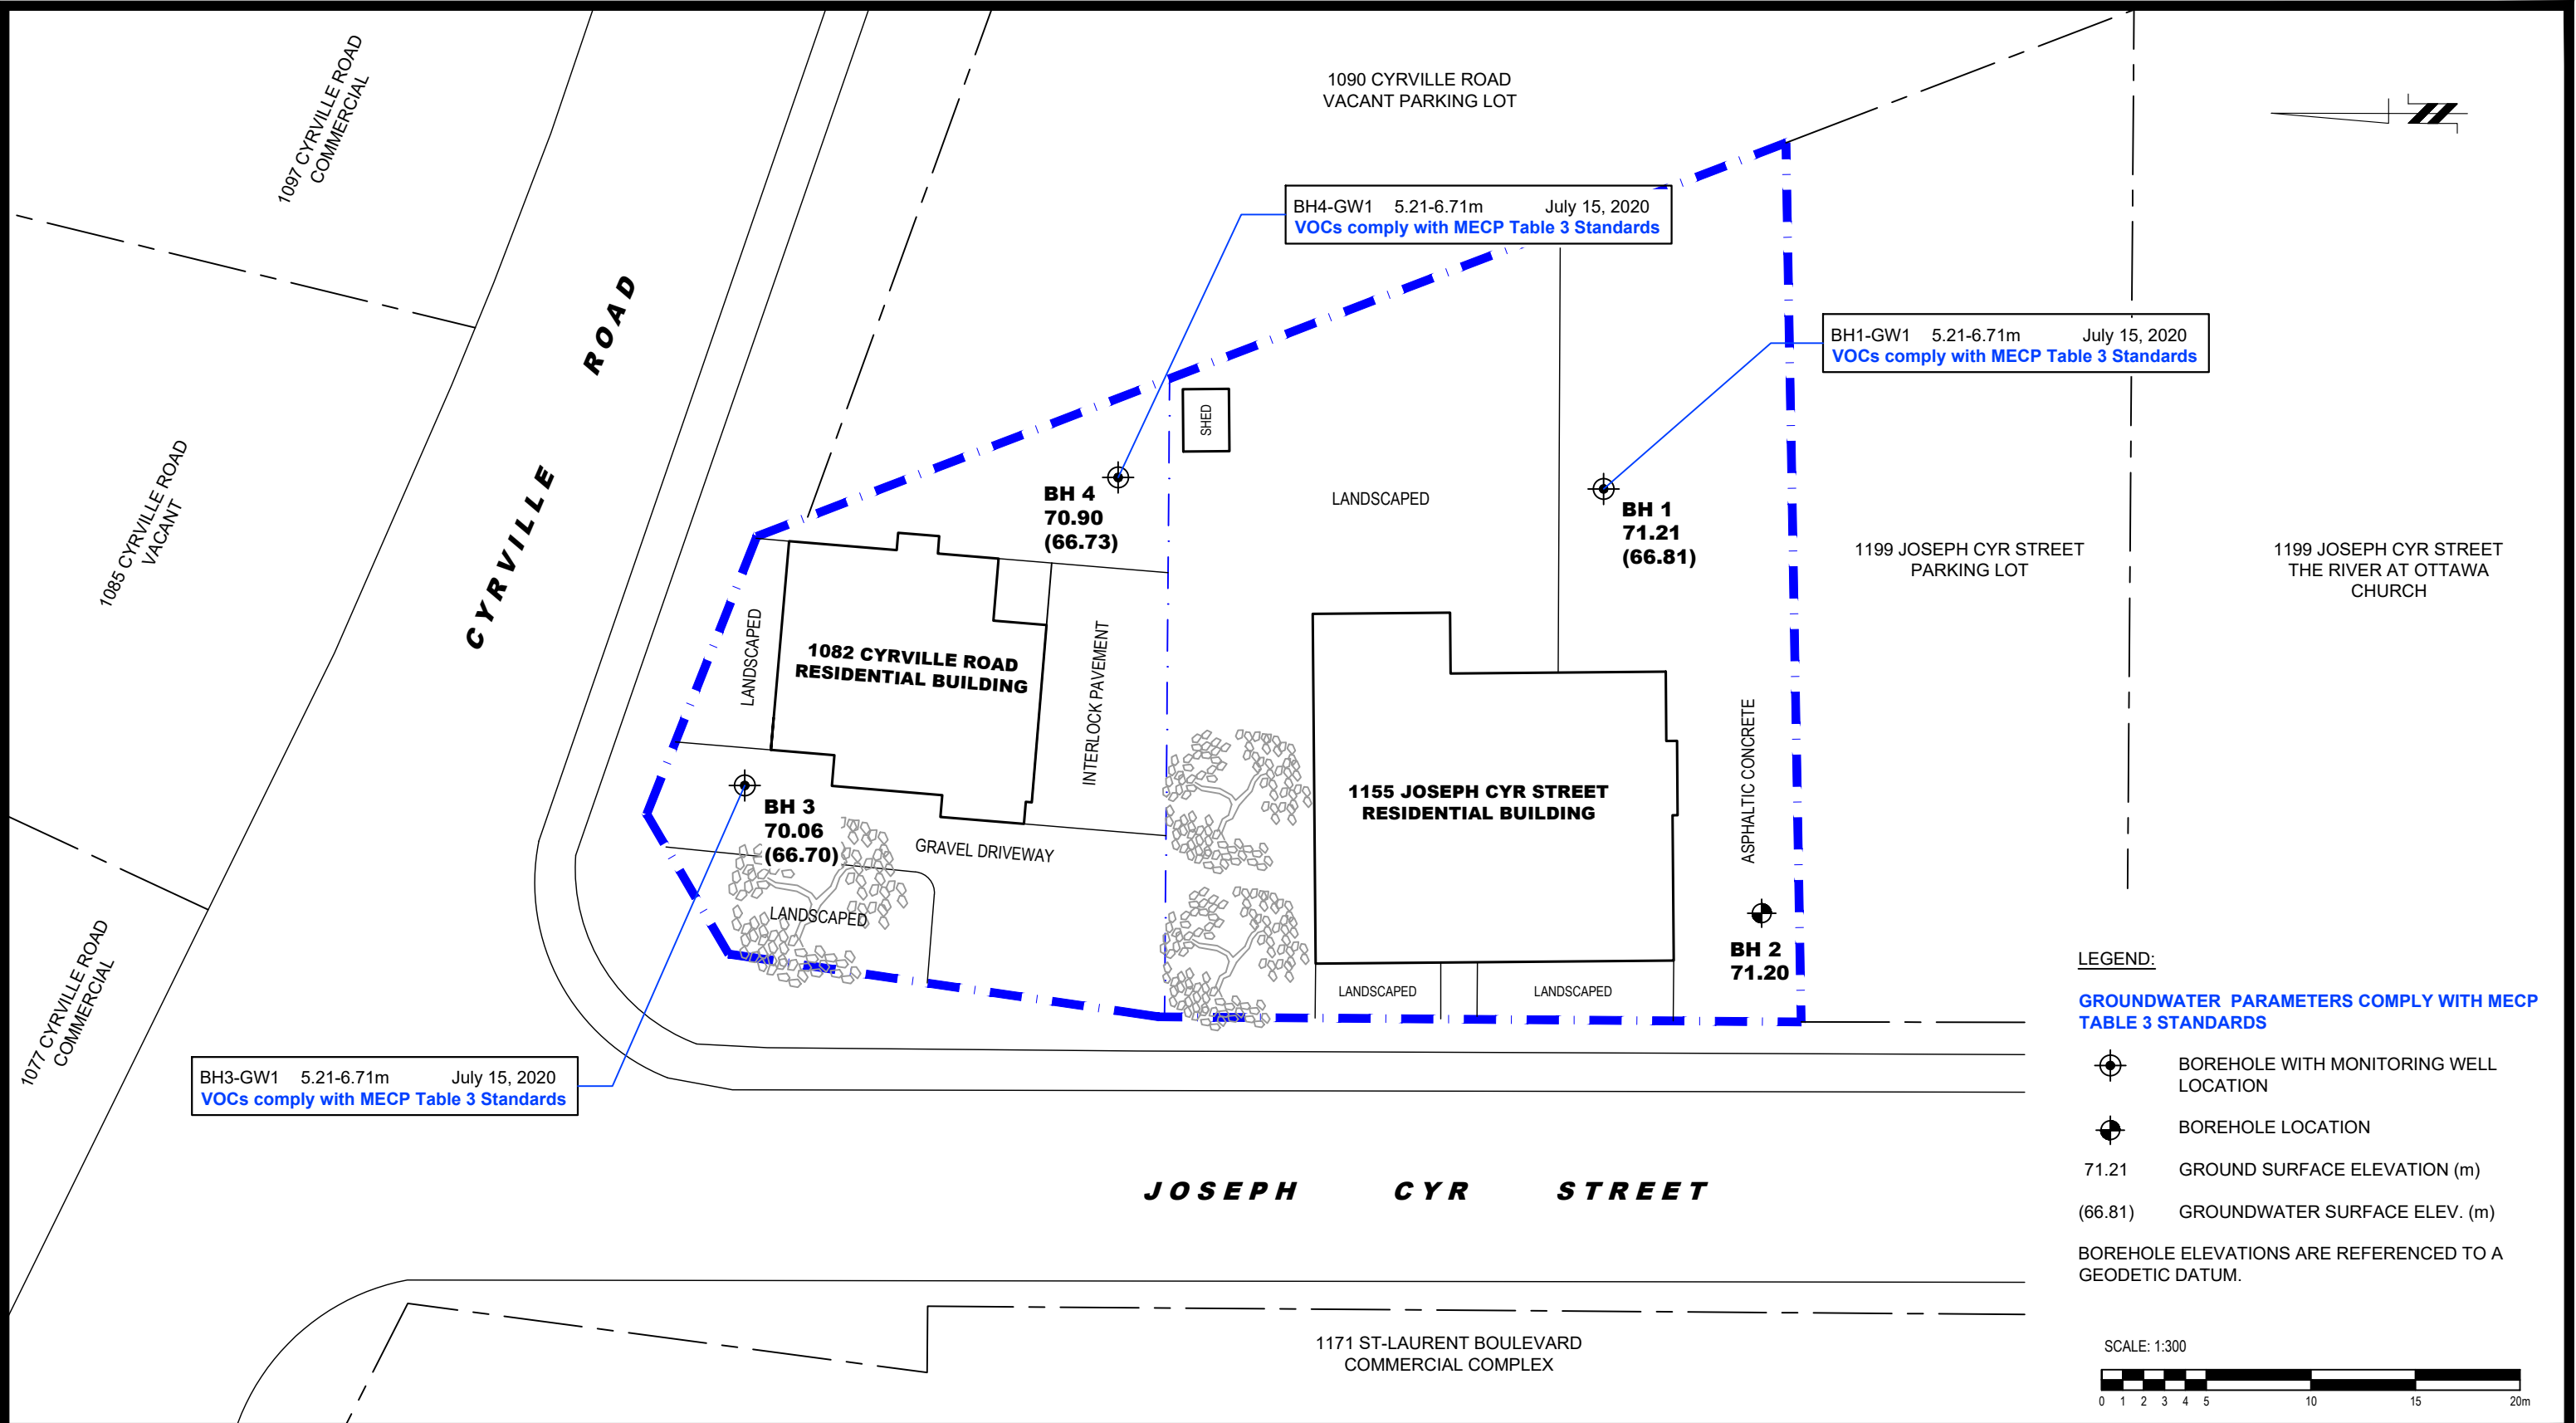 1097 CYRVILLE ROAD
COMMERCIAL
1090 CYRVILLE ROAD
VACANT PARKING LOT
BH4-GW1 5.21-6.71m July 15, 2020
VOCs comply with MECP Table 3 Standards
BH1-GW1 5.21-6.71m July 15, 2020
VOCs comply with MECP Table 3 Standards
CYRVILLE ROAD
1085 CYRVILLE ROAD
VACANT
SHED
BH 4
70.90
(66.73)
LANDSCAPED
BH 1
71.21
(66.81)
1199 JOSEPH CYR STREET
PARKING LOT
1199 JOSEPH CYR STREET
THE RIVER AT OTTAWA
CHURCH
LANDSCAPED
1082 CYRVILLE ROAD
RESIDENTIAL BUILDING
INTERLOCK PAVEMENT
1155 JOSEPH CYR STREET
RESIDENTIAL BUILDING
ASPHALTIC CONCRETE
BH 3
70.06
(66.70)
GRAVEL DRIVEWAY
LANDSCAPED
BH 2
71.20
LANDSCAPED
LANDSCAPED
1077 CYRVILLE ROAD
COMMERCIAL
BH3-GW1 5.21-6.71m July 15, 2020
VOCs comply with MECP Table 3 Standards
JOSEPH CYR STREET
1171 ST-LAURENT BOULEVARD
COMMERCIAL COMPLEX
LEGEND:
GROUNDWATER PARAMETERS COMPLY WITH MECP
TABLE 3 STANDARDS
BOREHOLE WITH MONITORING WELL
LOCATION
BOREHOLE LOCATION
71.21 GROUND SURFACE ELEVATION (m)
(66.81) GROUNDWATER SURFACE ELEV. (m)
BOREHOLE ELEVATIONS ARE REFERENCED TO A
GEODETIC DATUM.
SCALE: 1:300
0 1 2 3 4 5 10 15 20m